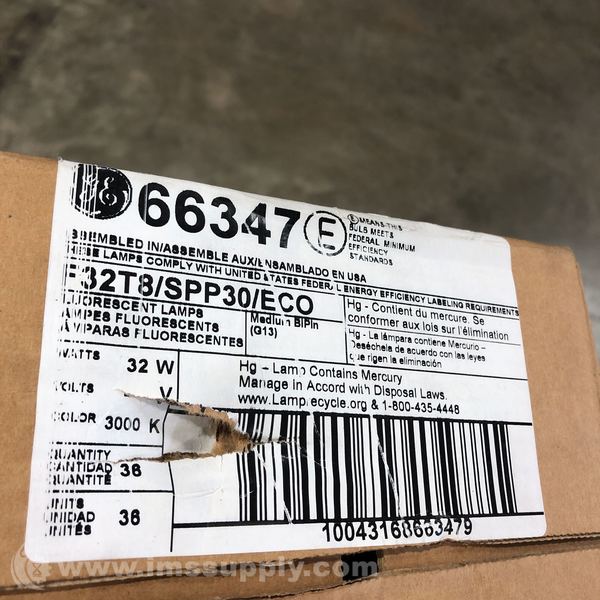 66347 E
E MEANS THIS
BULB MEETS
FEDERAL MINIMUM
EFFICIENCY
STANDARDS
ASSEMBLED IN/ASSEMBLE AUX/ENSAMBLADO EN USA
THESE LAMPS COMPLY WITH UNITED STATES FEDERAL ENERGY EFFICIENCY LABELING REQUIREMENTS
F32T8/SPP30/ECO
FLUORESCENT LAMPS
LAMPES FLUORESCENTS
LÁMPARAS FLUORESCENTES
Medium BiPin
(G13)
Hg - Contient du mercure. Se
conformer aux lois sur l'élimination
Hg - La lámpara contiene Mercurio -
Deséchela de acuerdo con las leyes
que rigen la eliminación
WATTS 32 W
VOLTS V
COLOR 3000 K
Hg - Lamp Contains Mercury
Manage in Accord with Disposal Laws.
www.Lamprecycle.org & 1-800-435-4448
QUANTITY
CANTIDAD 36
QUANTITÉ
UNITS
UNIDAD 36
UNITÉS
10043168663479
www.imssupply.com